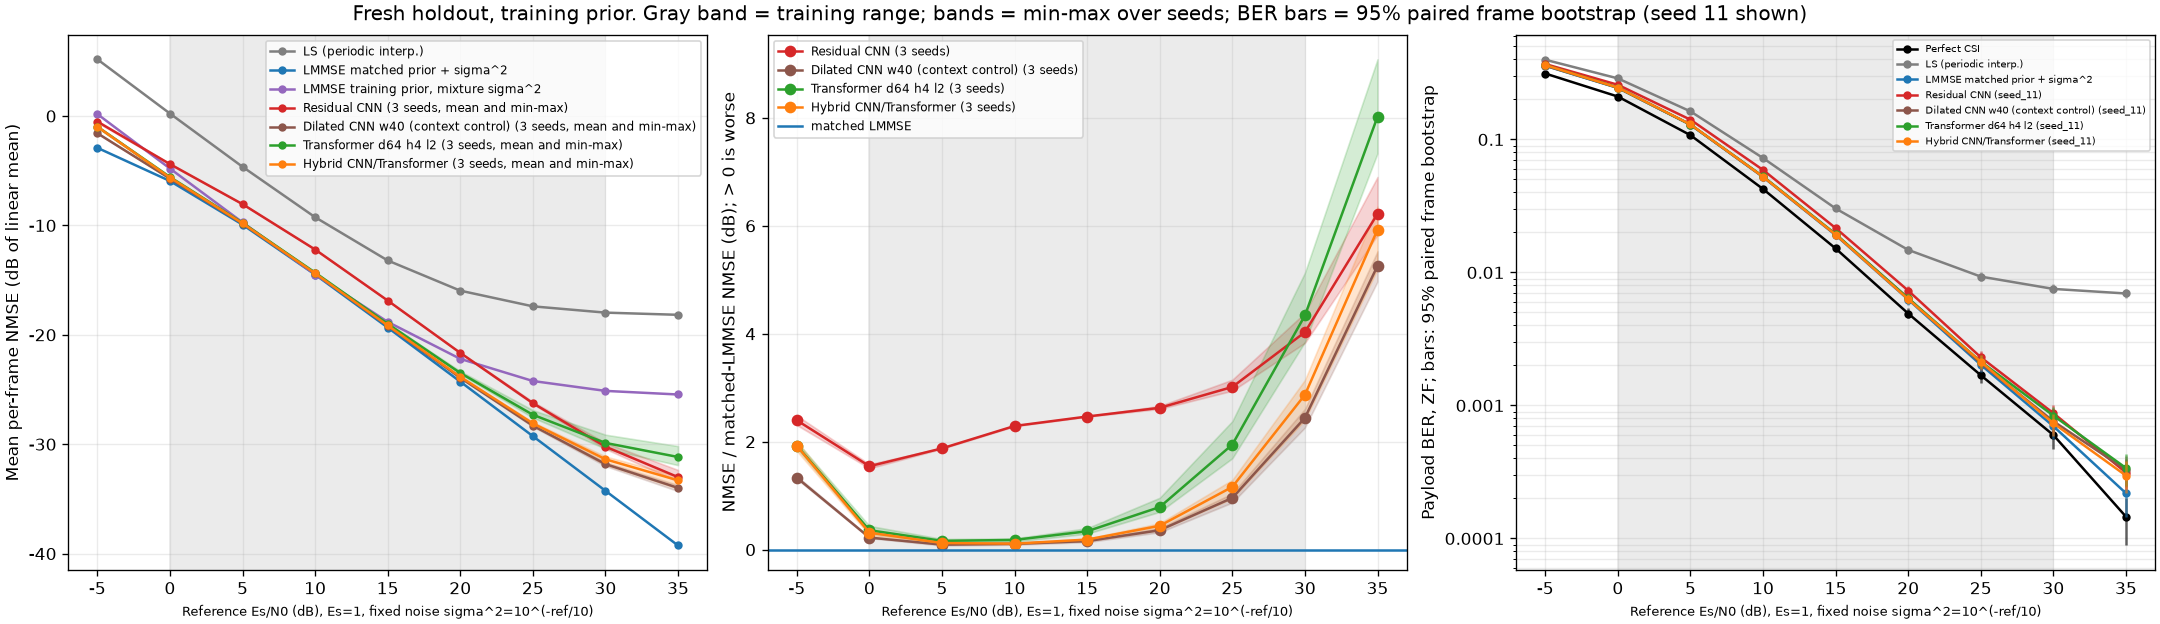 Fresh holdout, training prior. Gray band = training range; bands = min-max over seeds; BER bars = 95% paired frame bootstrap (seed 11 shown)
Mean per-frame NMSE (dB of linear mean)
0
-10
-20
-30
-40
LS (periodic interp.)
LMMSE matched prior + sigma^2
LMMSE training prior, mixture sigma^2
Residual CNN (3 seeds, mean and min-max)
Dilated CNN w40 (context control) (3 seeds, mean and min-max)
Transformer d64 h4 l2 (3 seeds, mean and min-max)
Hybrid CNN/Transformer (3 seeds, mean and min-max)
-5 0 5 10 15 20 25 30 35
Reference Es/N0 (dB), Es=1, fixed noise sigma^2=10^(-ref/10)
NMSE / matched-LMMSE NMSE (dB); > 0 is worse
8
6
4
2
0
Residual CNN (3 seeds)
Dilated CNN w40 (context control) (3 seeds)
Transformer d64 h4 l2 (3 seeds)
Hybrid CNN/Transformer (3 seeds)
matched LMMSE
-5 0 5 10 15 20 25 30 35
Reference Es/N0 (dB), Es=1, fixed noise sigma^2=10^(-ref/10)
Payload BER, ZF; bars: 95% paired frame bootstrap
0.1
0.01
0.001
0.0001
Perfect CSI
LS (periodic interp.)
LMMSE matched prior + sigma^2
Residual CNN (seed_11)
Dilated CNN w40 (context control) (seed_11)
Transformer d64 h4 l2 (seed_11)
Hybrid CNN/Transformer (seed_11)
-5 0 5 10 15 20 25 30 35
Reference Es/N0 (dB), Es=1, fixed noise sigma^2=10^(-ref/10)